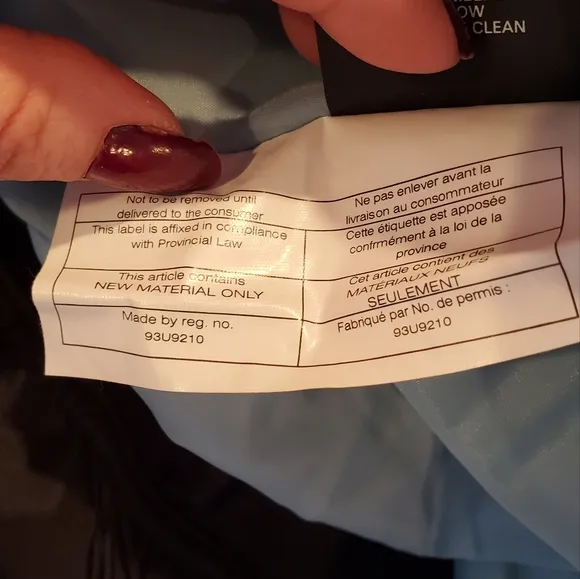 OW
CLEAN
Not to be removed until
delivered to the consumer
This label is affixed in compliance
with Provincial Law
This article contains
NEW MATERIAL ONLY
Made by reg. no.
93U9210
Ne pas enlever avant la
livraison au consommateur
Cette étiquette est apposée
confrmément à la loi de la
province
Cet article contient des
MATERIAUX NEUFS
SEULEMENT
Fabriqué par No. de permis :
93U9210